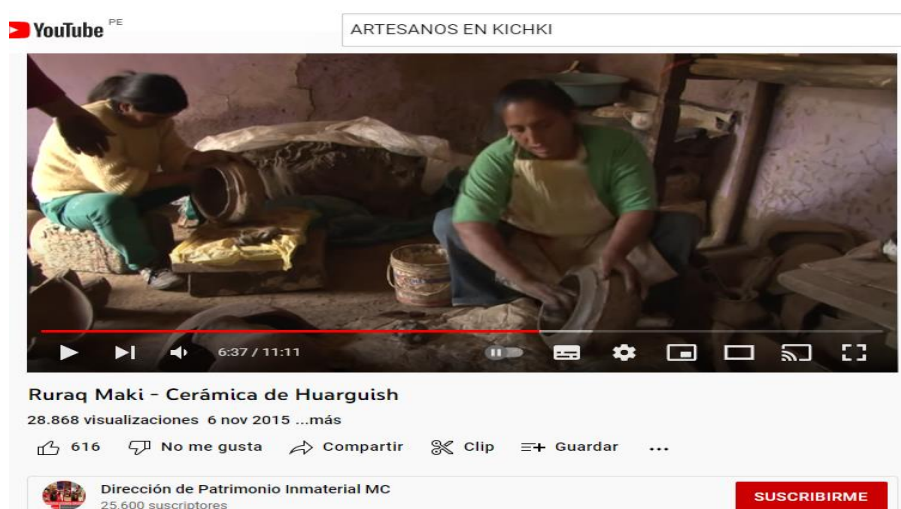 YouTube PE
ARTESANOS EN KICHKI
6:37 / 11:11
Ruraq Maki - Cerámica de Huarguish
28.868 visualizaciones 6 nov 2015 ...más
616 No me gusta Compartir Clip Guardar ...
Dirección de Patrimonio Inmaterial MC
25.600 suscriptores
SUSCRIBIRME